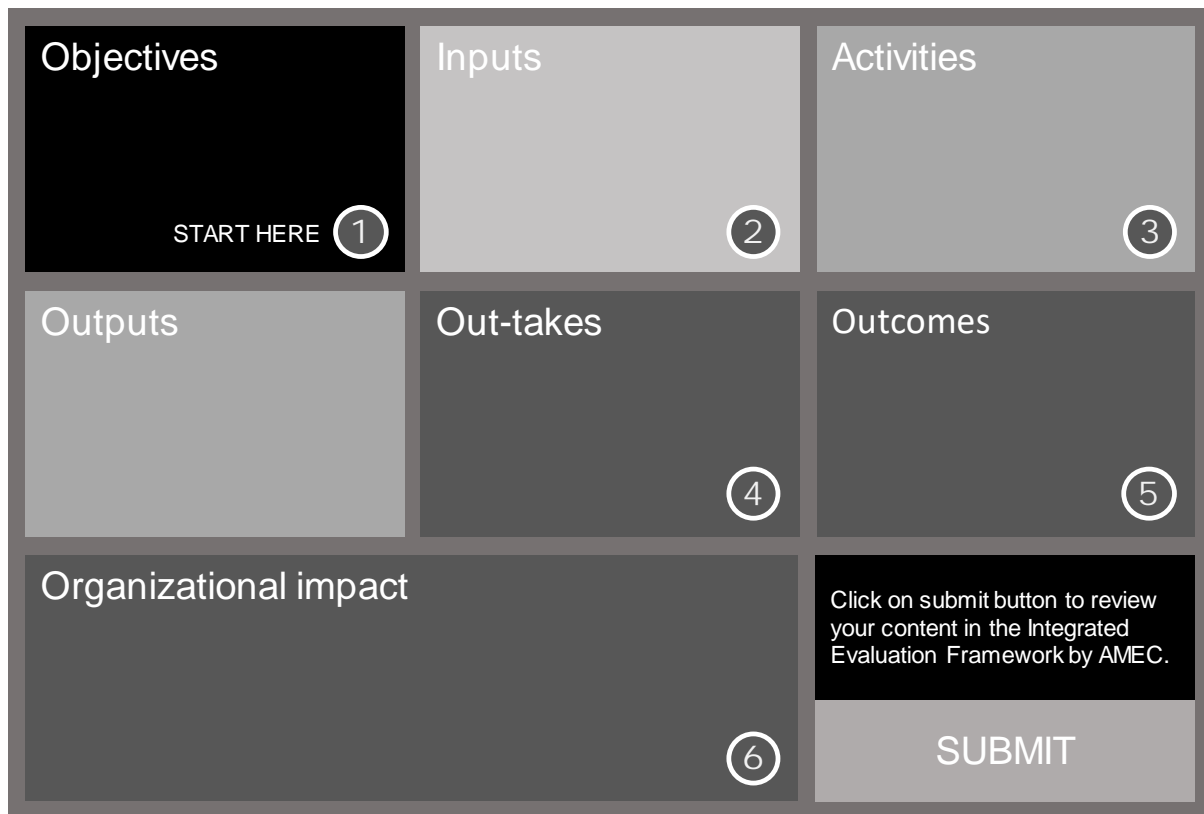 Objectives
START HERE 1
Inputs
2
Activities
3
Outputs
Out-takes
4
Outcomes
5
Organizational impact
6
Click on submit button to review
your content in the Integrated
Evaluation Framework by AMEC.
SUBMIT